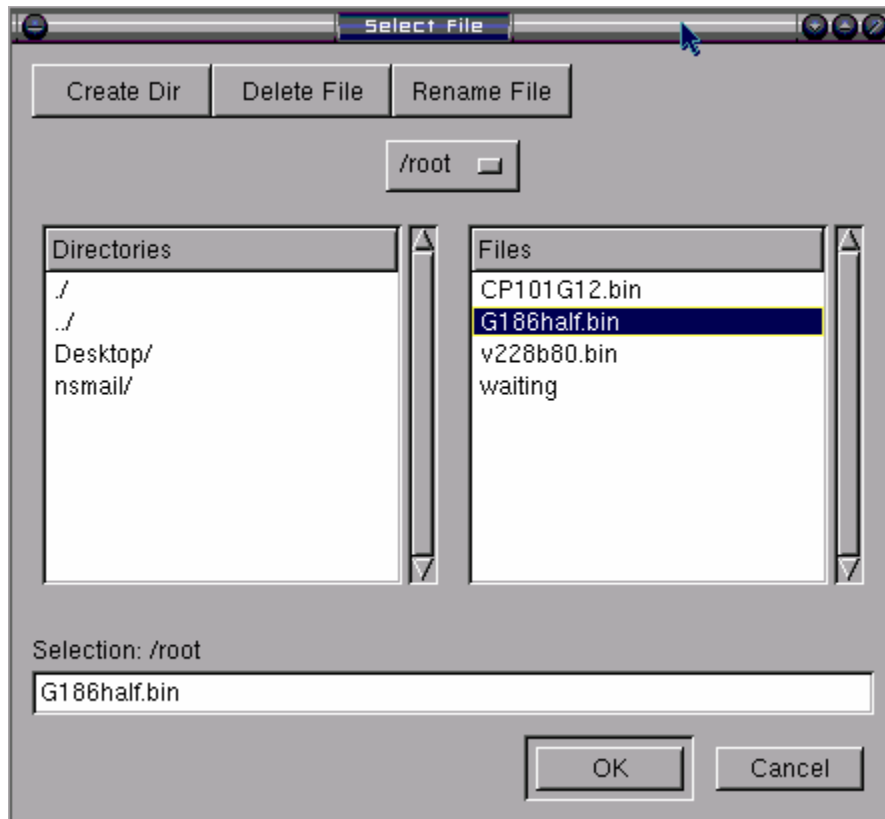 Select File
Create Dir Delete File Rename File
/root
Directories
./
../
Desktop/
nsmail/
Files
CP101G12.bin
G186half.bin
v228b80.bin
waiting
Selection: /root
G186half.bin
OK Cancel